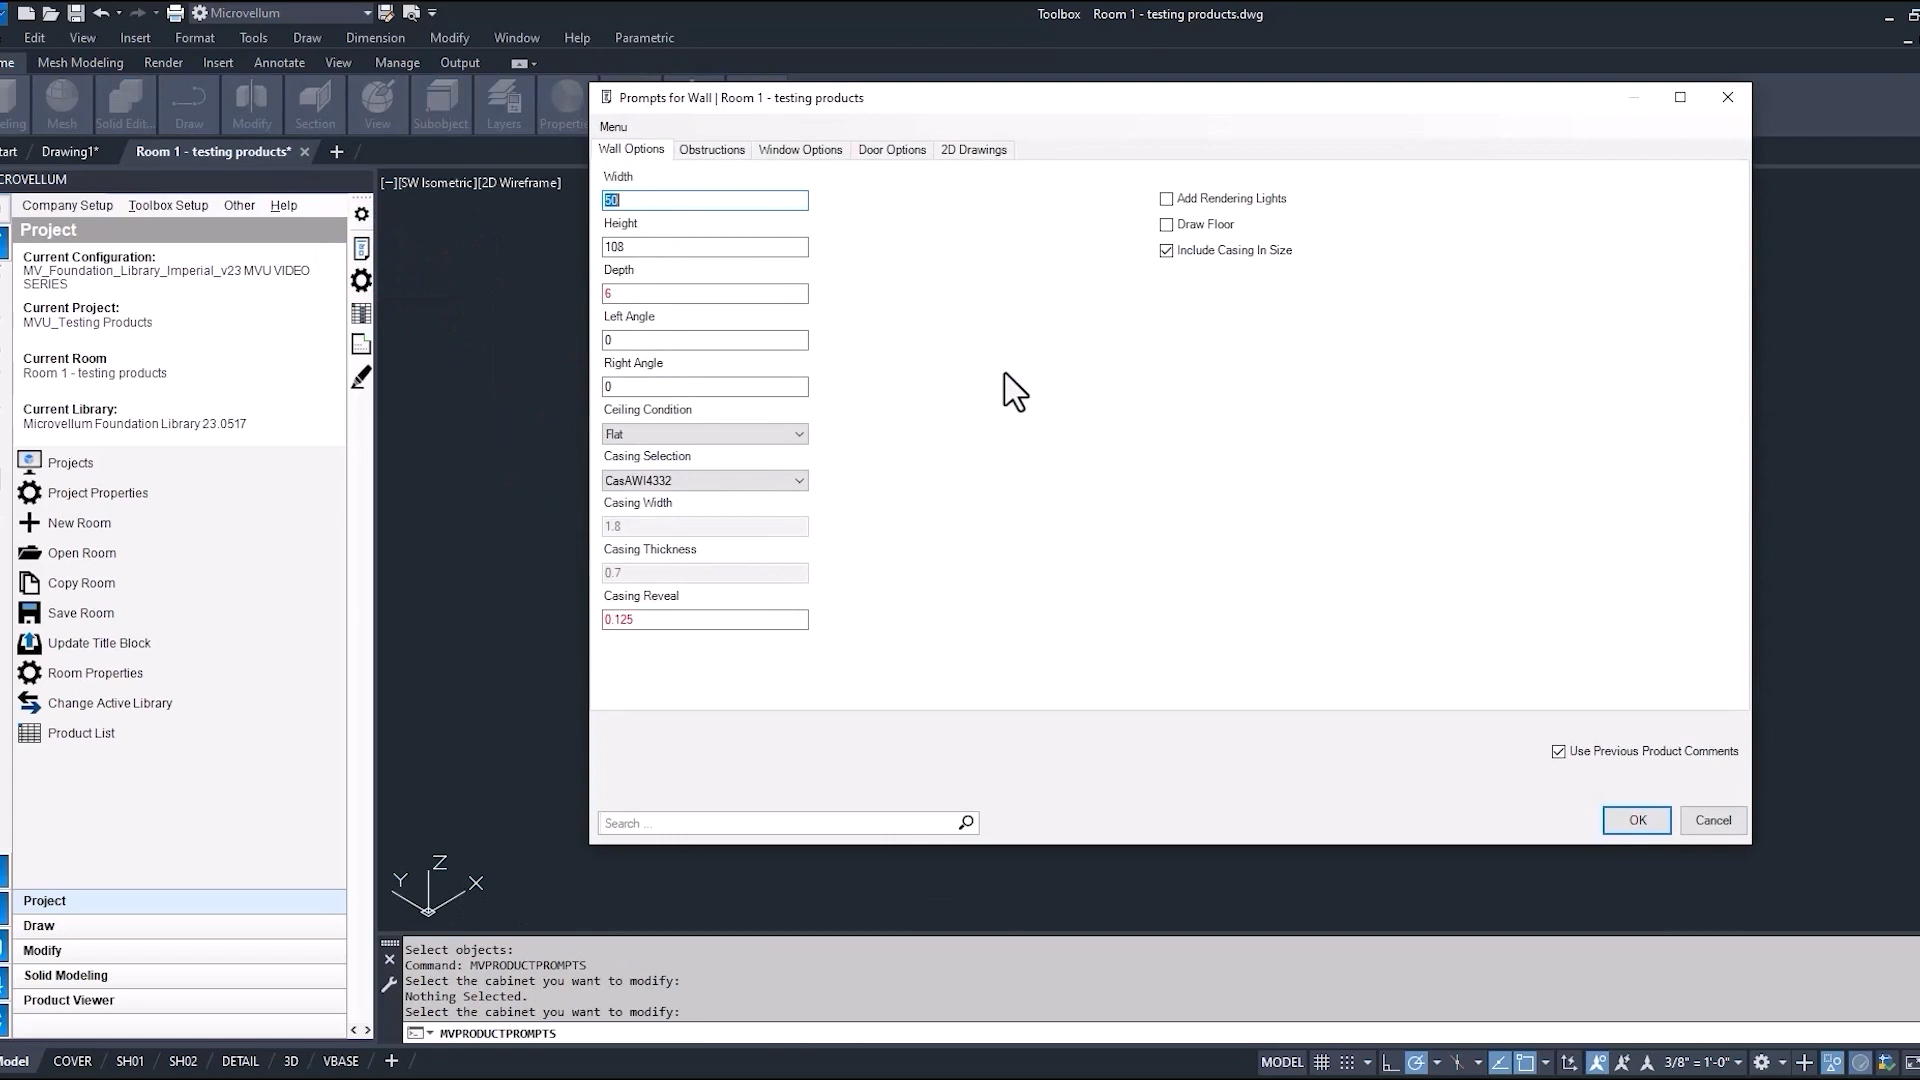 Microvellum
Toolbox Room 1 - testing products.dwg
Edit View Insert Format Tools Draw Dimension Modify Window Help Parametric
me Mesh Modeling Render Insert Annotate View Manage Output
eling Mesh Solid Edit... Draw Modify Section View Subobject Layers Propertie
tart Drawing1* Room 1 - testing products*
CROVELLUM
Company Setup Toolbox Setup Other Help
Project
Current Configuration:
MV_Foundation_Library_Imperial_v23 MVU VIDEO
SERIES
Current Project:
MVU_Testing Products
Current Room
Room 1 - testing products
Current Library:
Microvellum Foundation Library 23.0517
Projects
Project Properties
New Room
Open Room
Copy Room
Save Room
Update Title Block
Room Properties
Change Active Library
Product List
Project
Draw
Modify
Solid Modeling
Product Viewer
[−][SW Isometric][2D Wireframe]
Prompts for Wall | Room 1 - testing products
Menu
Wall Options Obstructions Window Options Door Options 2D Drawings
Width
50
Height
108
Depth
6
Left Angle
0
Right Angle
0
Ceiling Condition
Flat
Casing Selection
CasAWI4332
Casing Width
1.8
Casing Thickness
0.7
Casing Reveal
0.125
Add Rendering Lights
Draw Floor
Include Casing In Size
Use Previous Product Comments
Search ...
OK Cancel
Z
Y X
Select objects:
Command: MVPRODUCTPROMPTS
Select the cabinet you want to modify:
Nothing Selected.
Select the cabinet you want to modify:
MVPRODUCTPROMPTS
Model COVER SH01 SH02 DETAIL 3D VBASE
MODEL 3/8" = 1'-0"